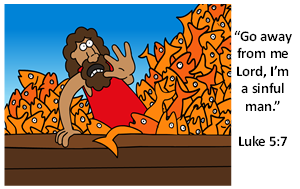 “Go away
from me
Lord, I’m
a sinful
man.”
Luke 5:7